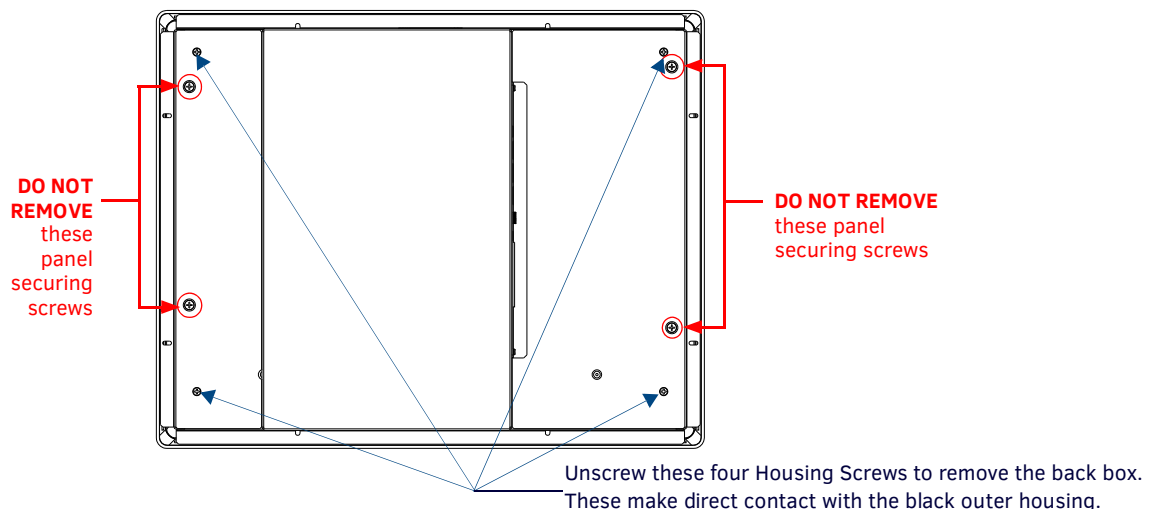 DO NOT
REMOVE
these
panel
securing
screws
DO NOT REMOVE
these panel
securing screws
Unscrew these four Housing Screws to remove the back box.
These make direct contact with the black outer housing.